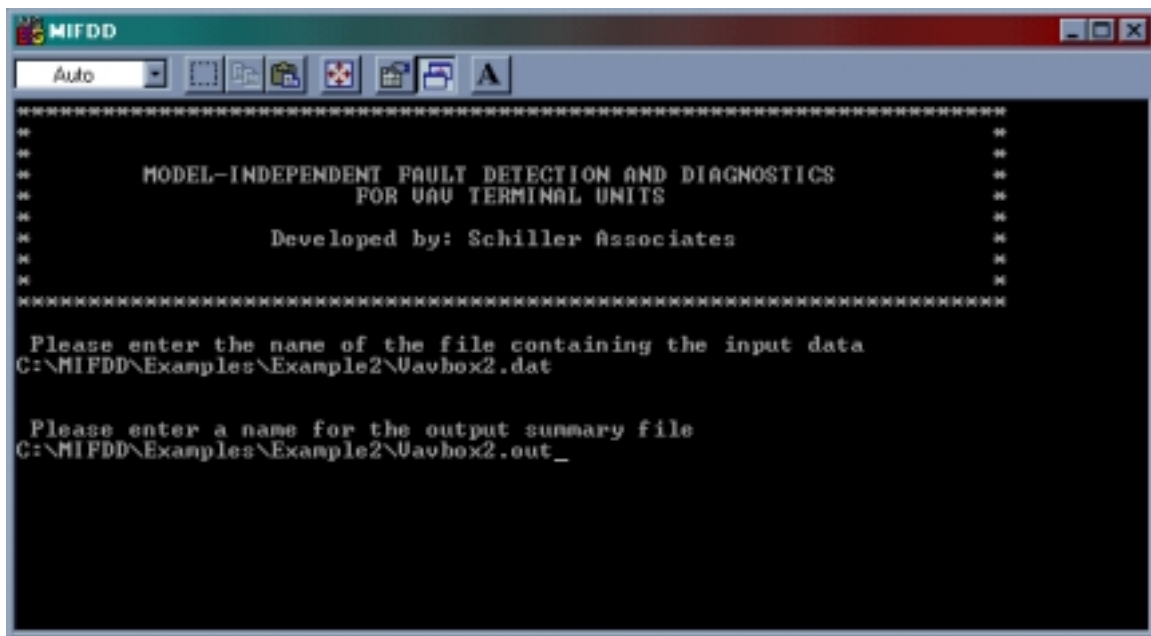 MIFDD
Auto
A
**********************************************************************
* *
* *
* MODEL-INDEPENDENT FAULT DETECTION AND DIAGNOSTICS *
* FOR VAV TERMINAL UNITS *
* *
* Developed by: Schiller Associates *
* *
* *
**********************************************************************
Please enter the name of the file containing the input data
C:\MIFDD\Examples\Example2\Vavbox2.dat
Please enter a name for the output summary file
C:\MIFDD\Examples\Example2\Vavbox2.out_